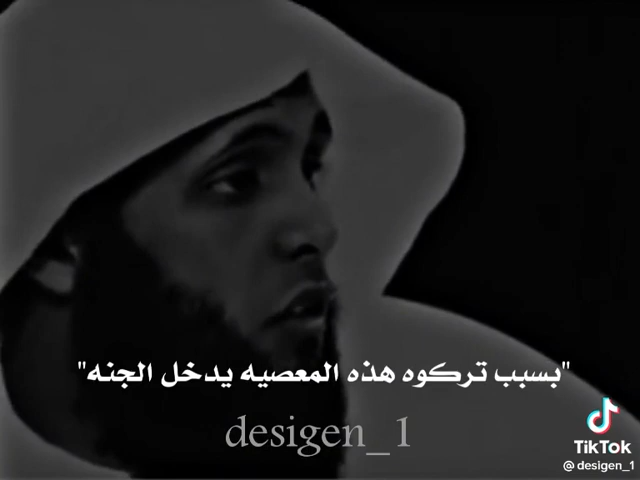 "بسبب تركوه هذه المعصيه يدخل الجنه"
desigen_1
TikTok
@ desigen_1